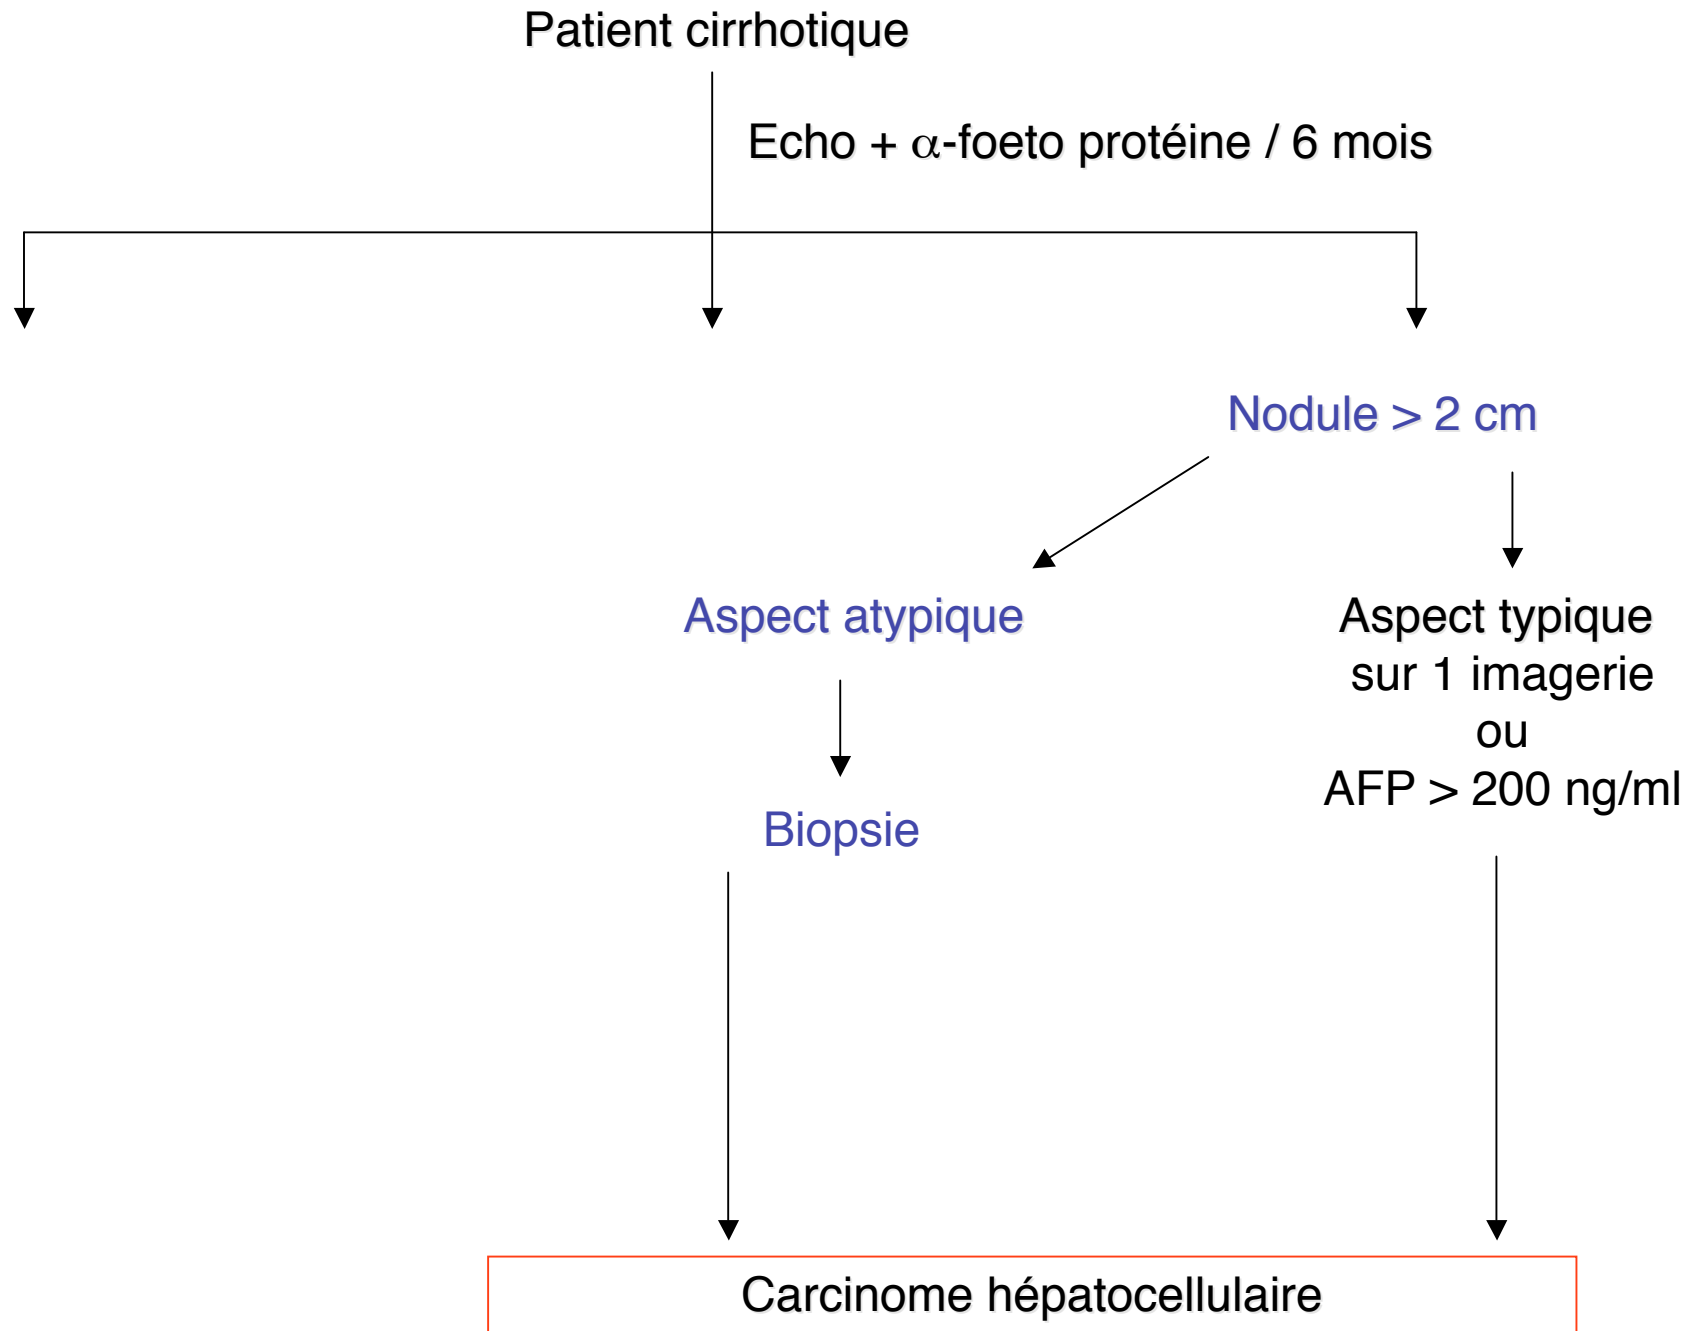 Patient cirrhotique
Echo + α-foeto protéine / 6 mois
Nodule > 2 cm
Aspect atypique
Biopsie
Aspect typique
sur 1 imagerie
ou
AFP > 200 ng/ml
Carcinome hépatocellulaire